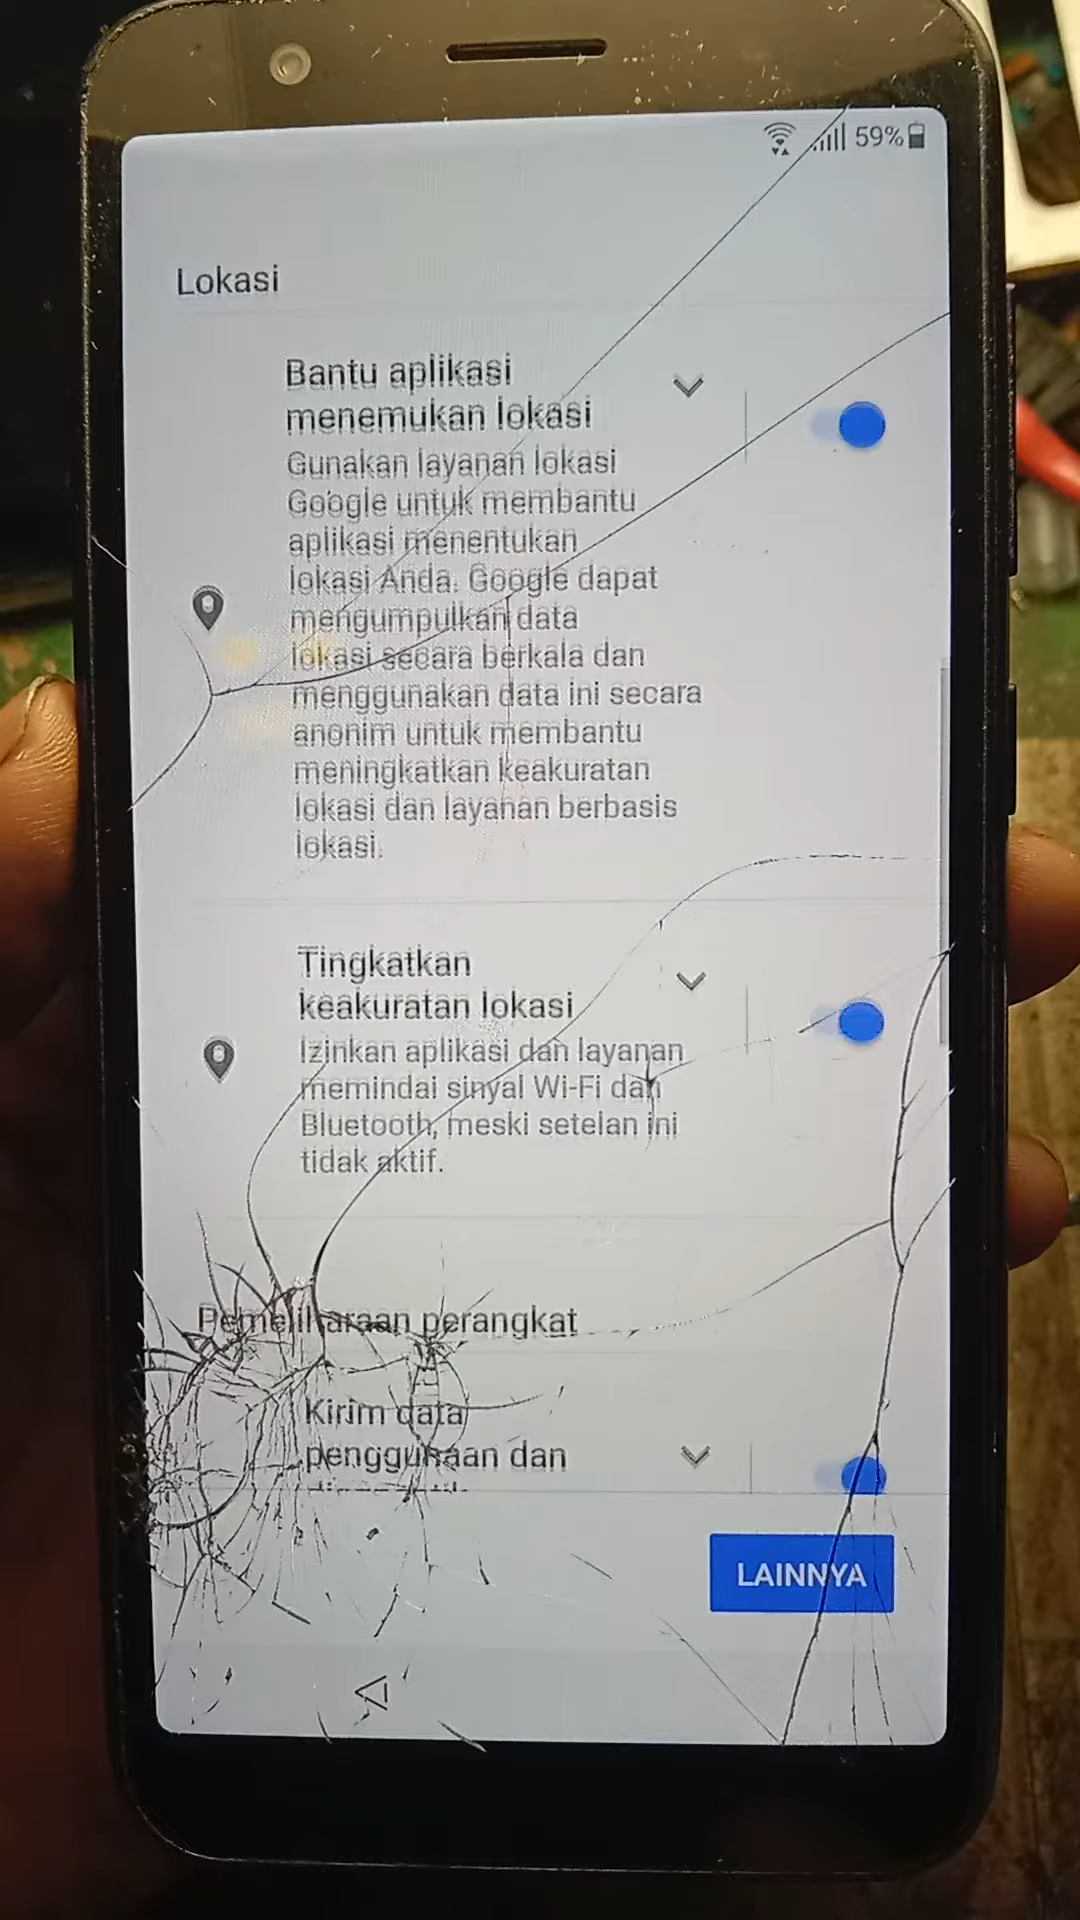 59%
Lokasi
Bantu aplikasi
menemukan lokasi
Gunakan layanan lokasi
Google untuk membantu
aplikasi menentukan
lokasi Anda. Google dapat
mengumpulkan data
lokasi secara berkala dan
menggunakan data ini secara
anonim untuk membantu
meningkatkan keakuratan
lokasi dan layanan berbasis
lokasi.
Tingkatkan
keakuratan lokasi
Izinkan aplikasi dan layanan
memindai sinyal Wi-Fi dan
Bluetooth, meski setelan ini
tidak aktif.
Pemeliharaan perangkat
Kirim data
penggunaan dan
LAINNYA